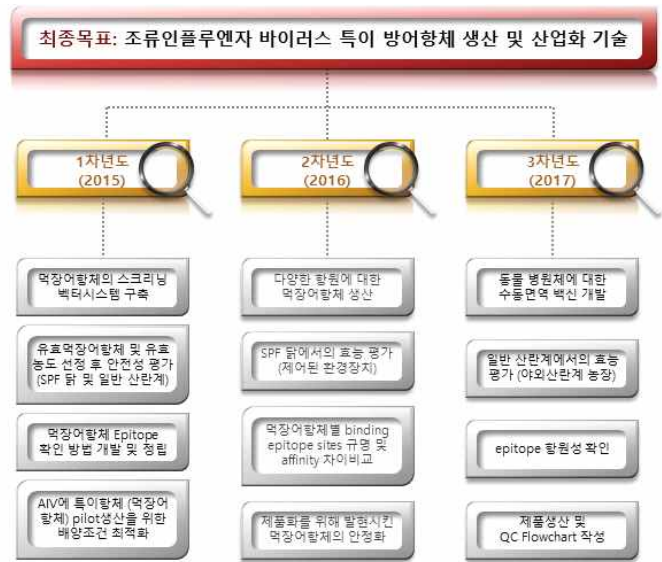 최종목표: 조류인플루엔자 바이러스 특이 방어항체 생산 및 산업화 기술
1차년도
(2015)
먹장어항체의 스크리닝
벡터시스템 구축
유효먹장어항체 및 유효
농도 선정 후 안전성 평가
(SPF 닭 및 일반 산란계)
먹장어항체 Epitope
확인 방법 개발 및 정립
AIV에 특이항체 (먹장어
항체) pilot생산을 위한
배양조건 최적화
2차년도
(2016)
다양한 항원에 대한
먹장어항체 생산
SPF 닭에서의 효능 평가
(제어된 환경장치)
먹장어항체별 binding
epitope sites 규명 및
affinity 차이비교
제품화를 위해 발현시킨
먹장어항체의 안정화
3차년도
(2017)
동물 병원체에 대한
수동면역 백신 개발
일반 산란계에서의 효능
평가 (야외산란계 농장)
epitope 항원성 확인
제품생산 및
QC Flowchart 작성